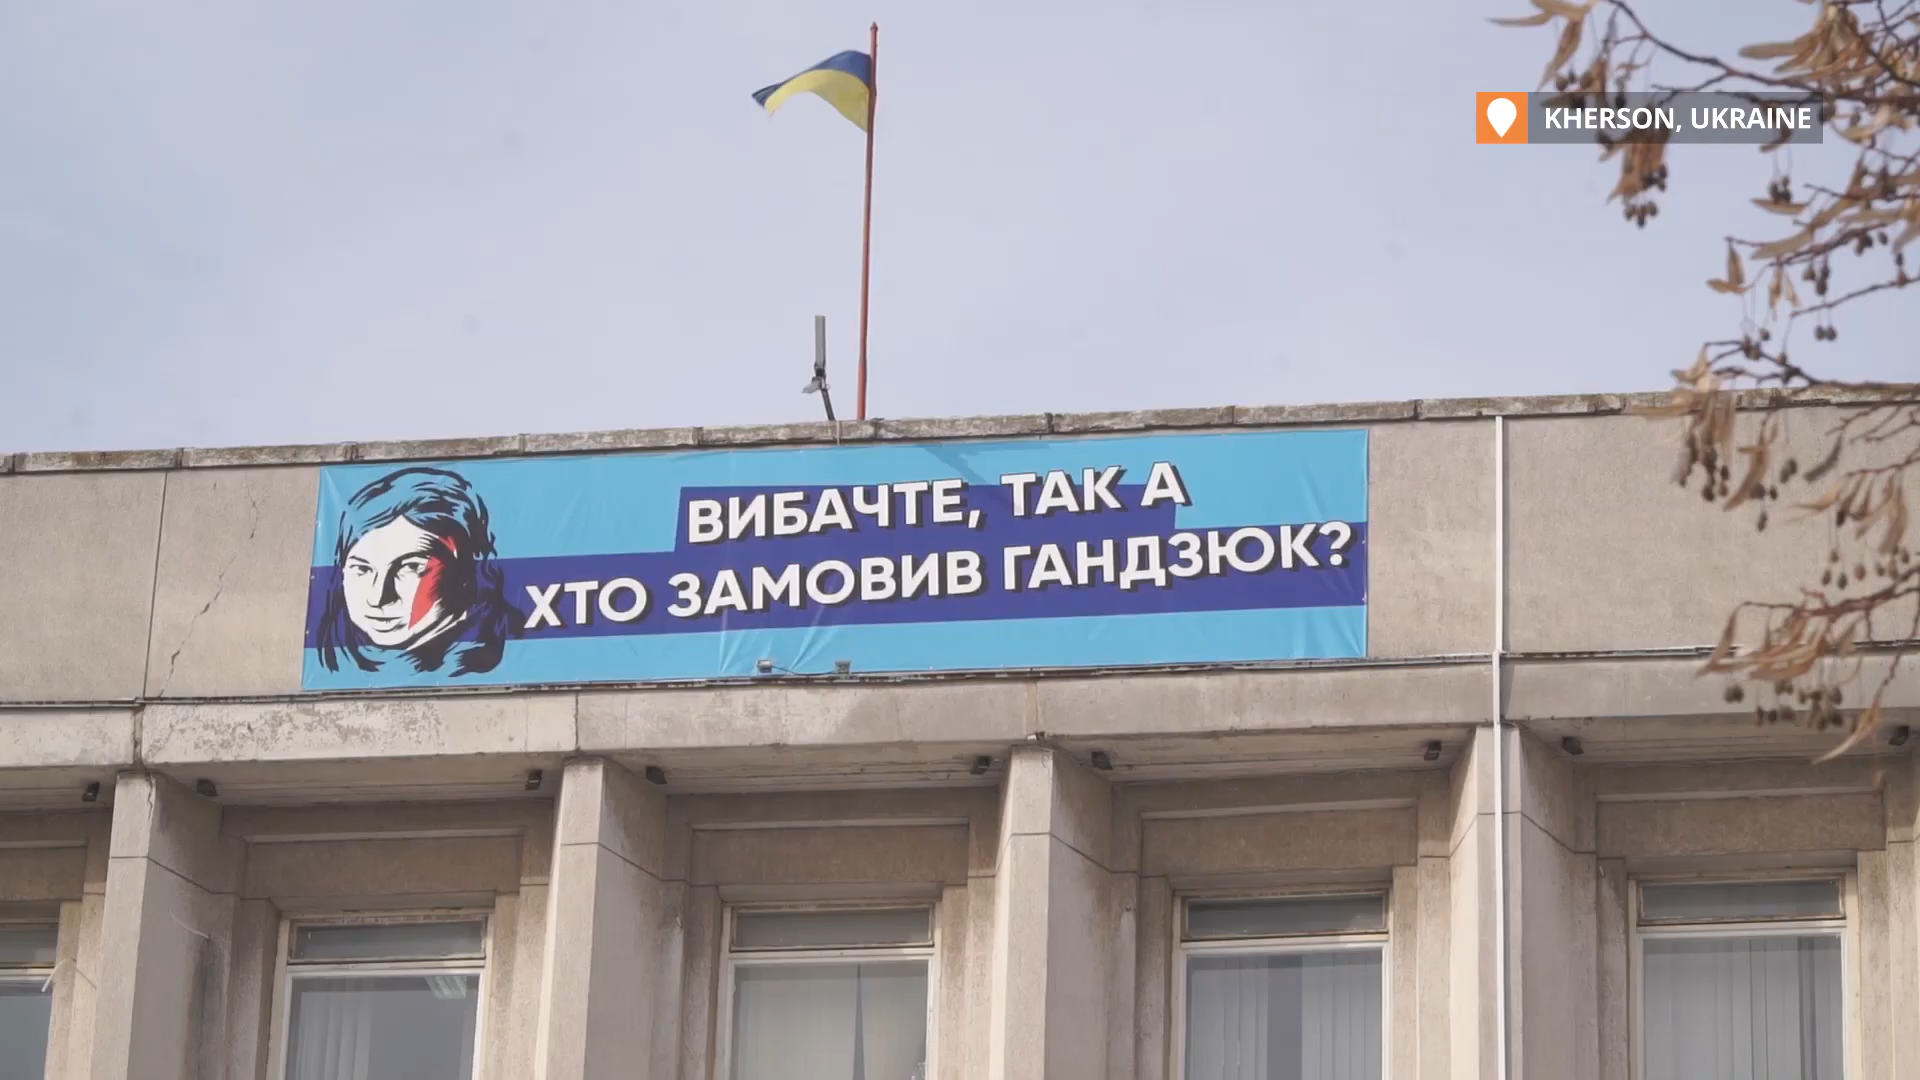 KHERSON, UKRAINE
ВИБАЧТЕ, ТАК А
ХТО ЗАМОВИВ ГАНДЗЮК?